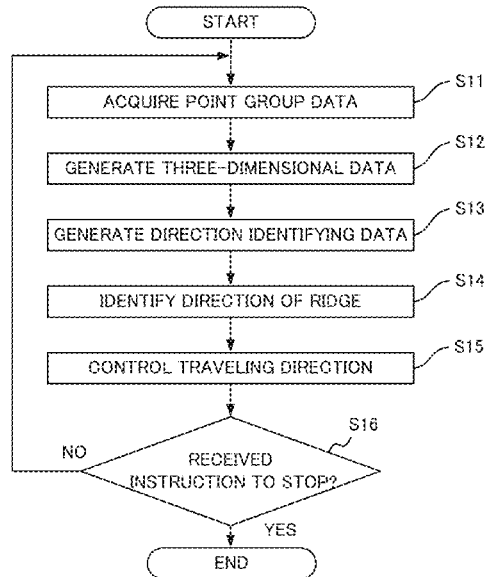 START
ACQUIRE POINT GROUP DATA
S11
GENERATE THREE-DIMENSIONAL DATA
S12
GENERATE DIRECTION IDENTIFYING DATA
S13
IDENTIFY DIRECTION OF RIDGE
S14
CONTROL TRAVELING DIRECTION
S15
RECEIVED
INSTRUCTION TO STOP?
S16
NO
YES
END